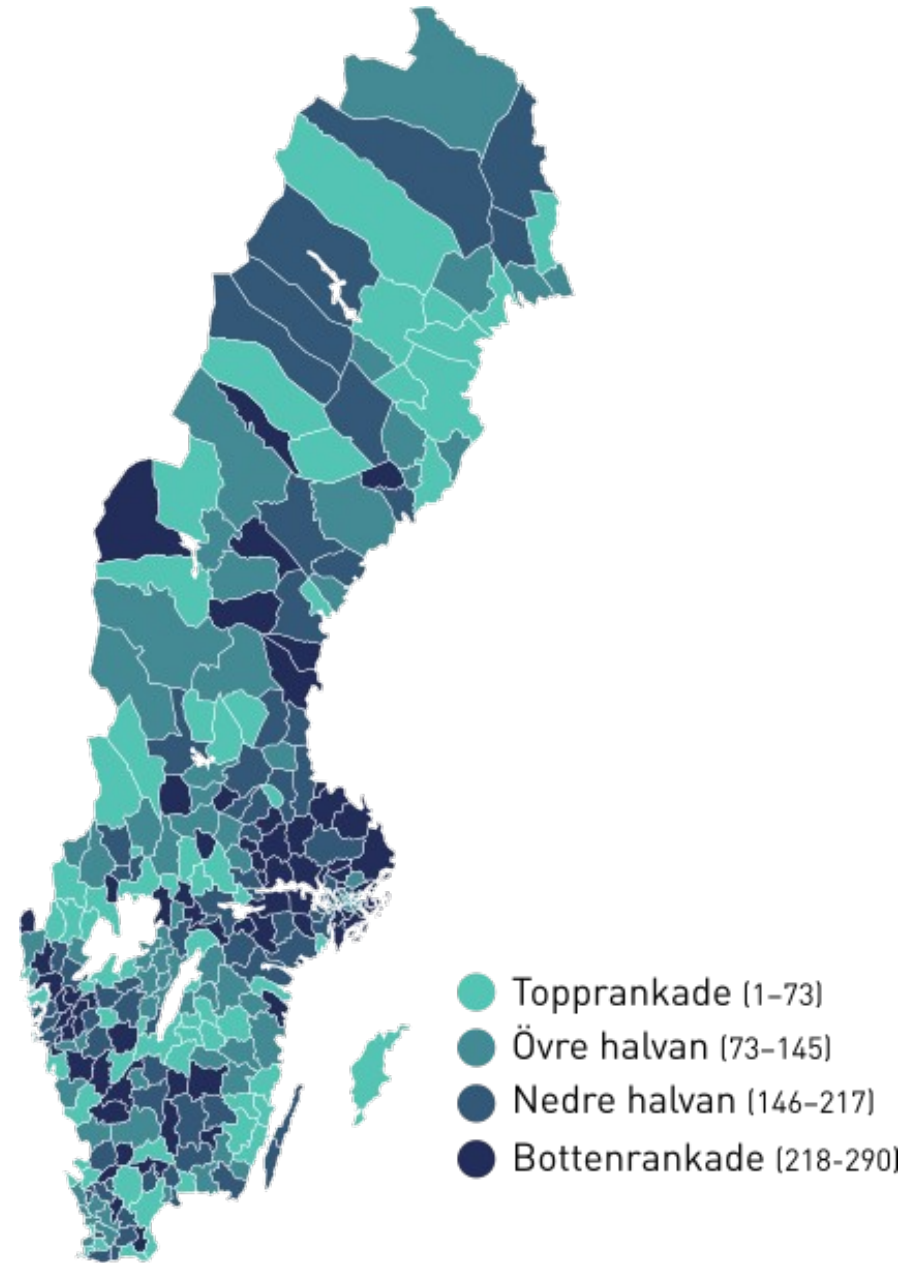 Topprankade (1–73)
Övre halvan (73–145)
Nedre halvan (146–217)
Bottenrankade (218-290)